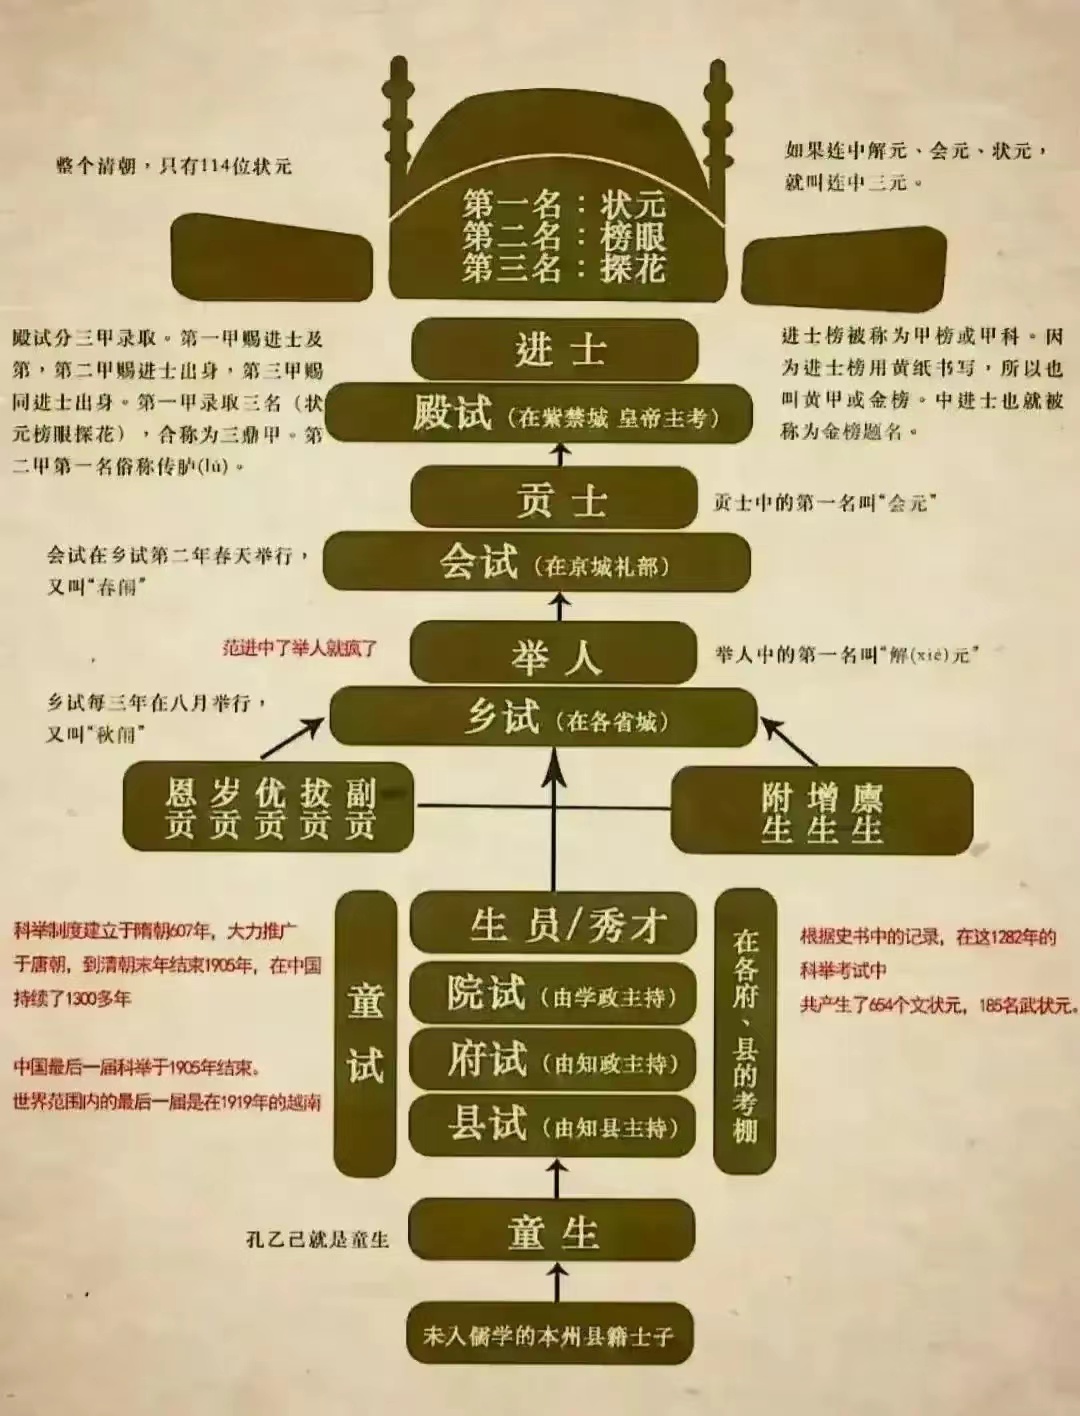 整个清朝，只有114位状元
如果连中解元、会元、状元，
就叫连中三元。
第一名：状元
第二名：榜眼
第三名：探花
殿试分三甲录取。第一甲赐进士及
第，第二甲赐进士出身，第三甲赐
同进士出身。第一甲录取三名（状
元榜眼探花），合称为三鼎甲。第
二甲第一名俗称传胪(lú)。
进士
进士榜被称为甲榜或甲科。因
为进士榜用黄纸书写，所以也
叫黄甲或金榜。中进士也就被
称为金榜题名。
殿试（在紫禁城 皇帝主考）
贡士
贡士中的第一名叫“会元”
会试在乡试第二年春天举行，
又叫“春闱”
会试（在京城礼部）
范进中了举人就疯了
举人
举人中的第一名叫“解(xiè)元”
乡试每三年在八月举行，
又叫“秋闱”
乡试（在各省城）
恩岁优拔副
贡贡贡贡贡
附增廪
生生生
科举制度建立于隋朝607年，大力推广
于唐朝，到清朝末年结束1905年，在中国
持续了1300多年
中国最后一届科举于1905年结束。
世界范围内的最后一届是在1919年的越南
童试
生员/秀才
院试（由学政主持）
府试（由知政主持）
县试（由知县主持）
在各府、县的考棚
根据史书中的记录，在这1282年的
科举考试中
共产生了654个文状元，185名武状元。
孔乙己就是童生
童生
未入儒学的本州县籍士子